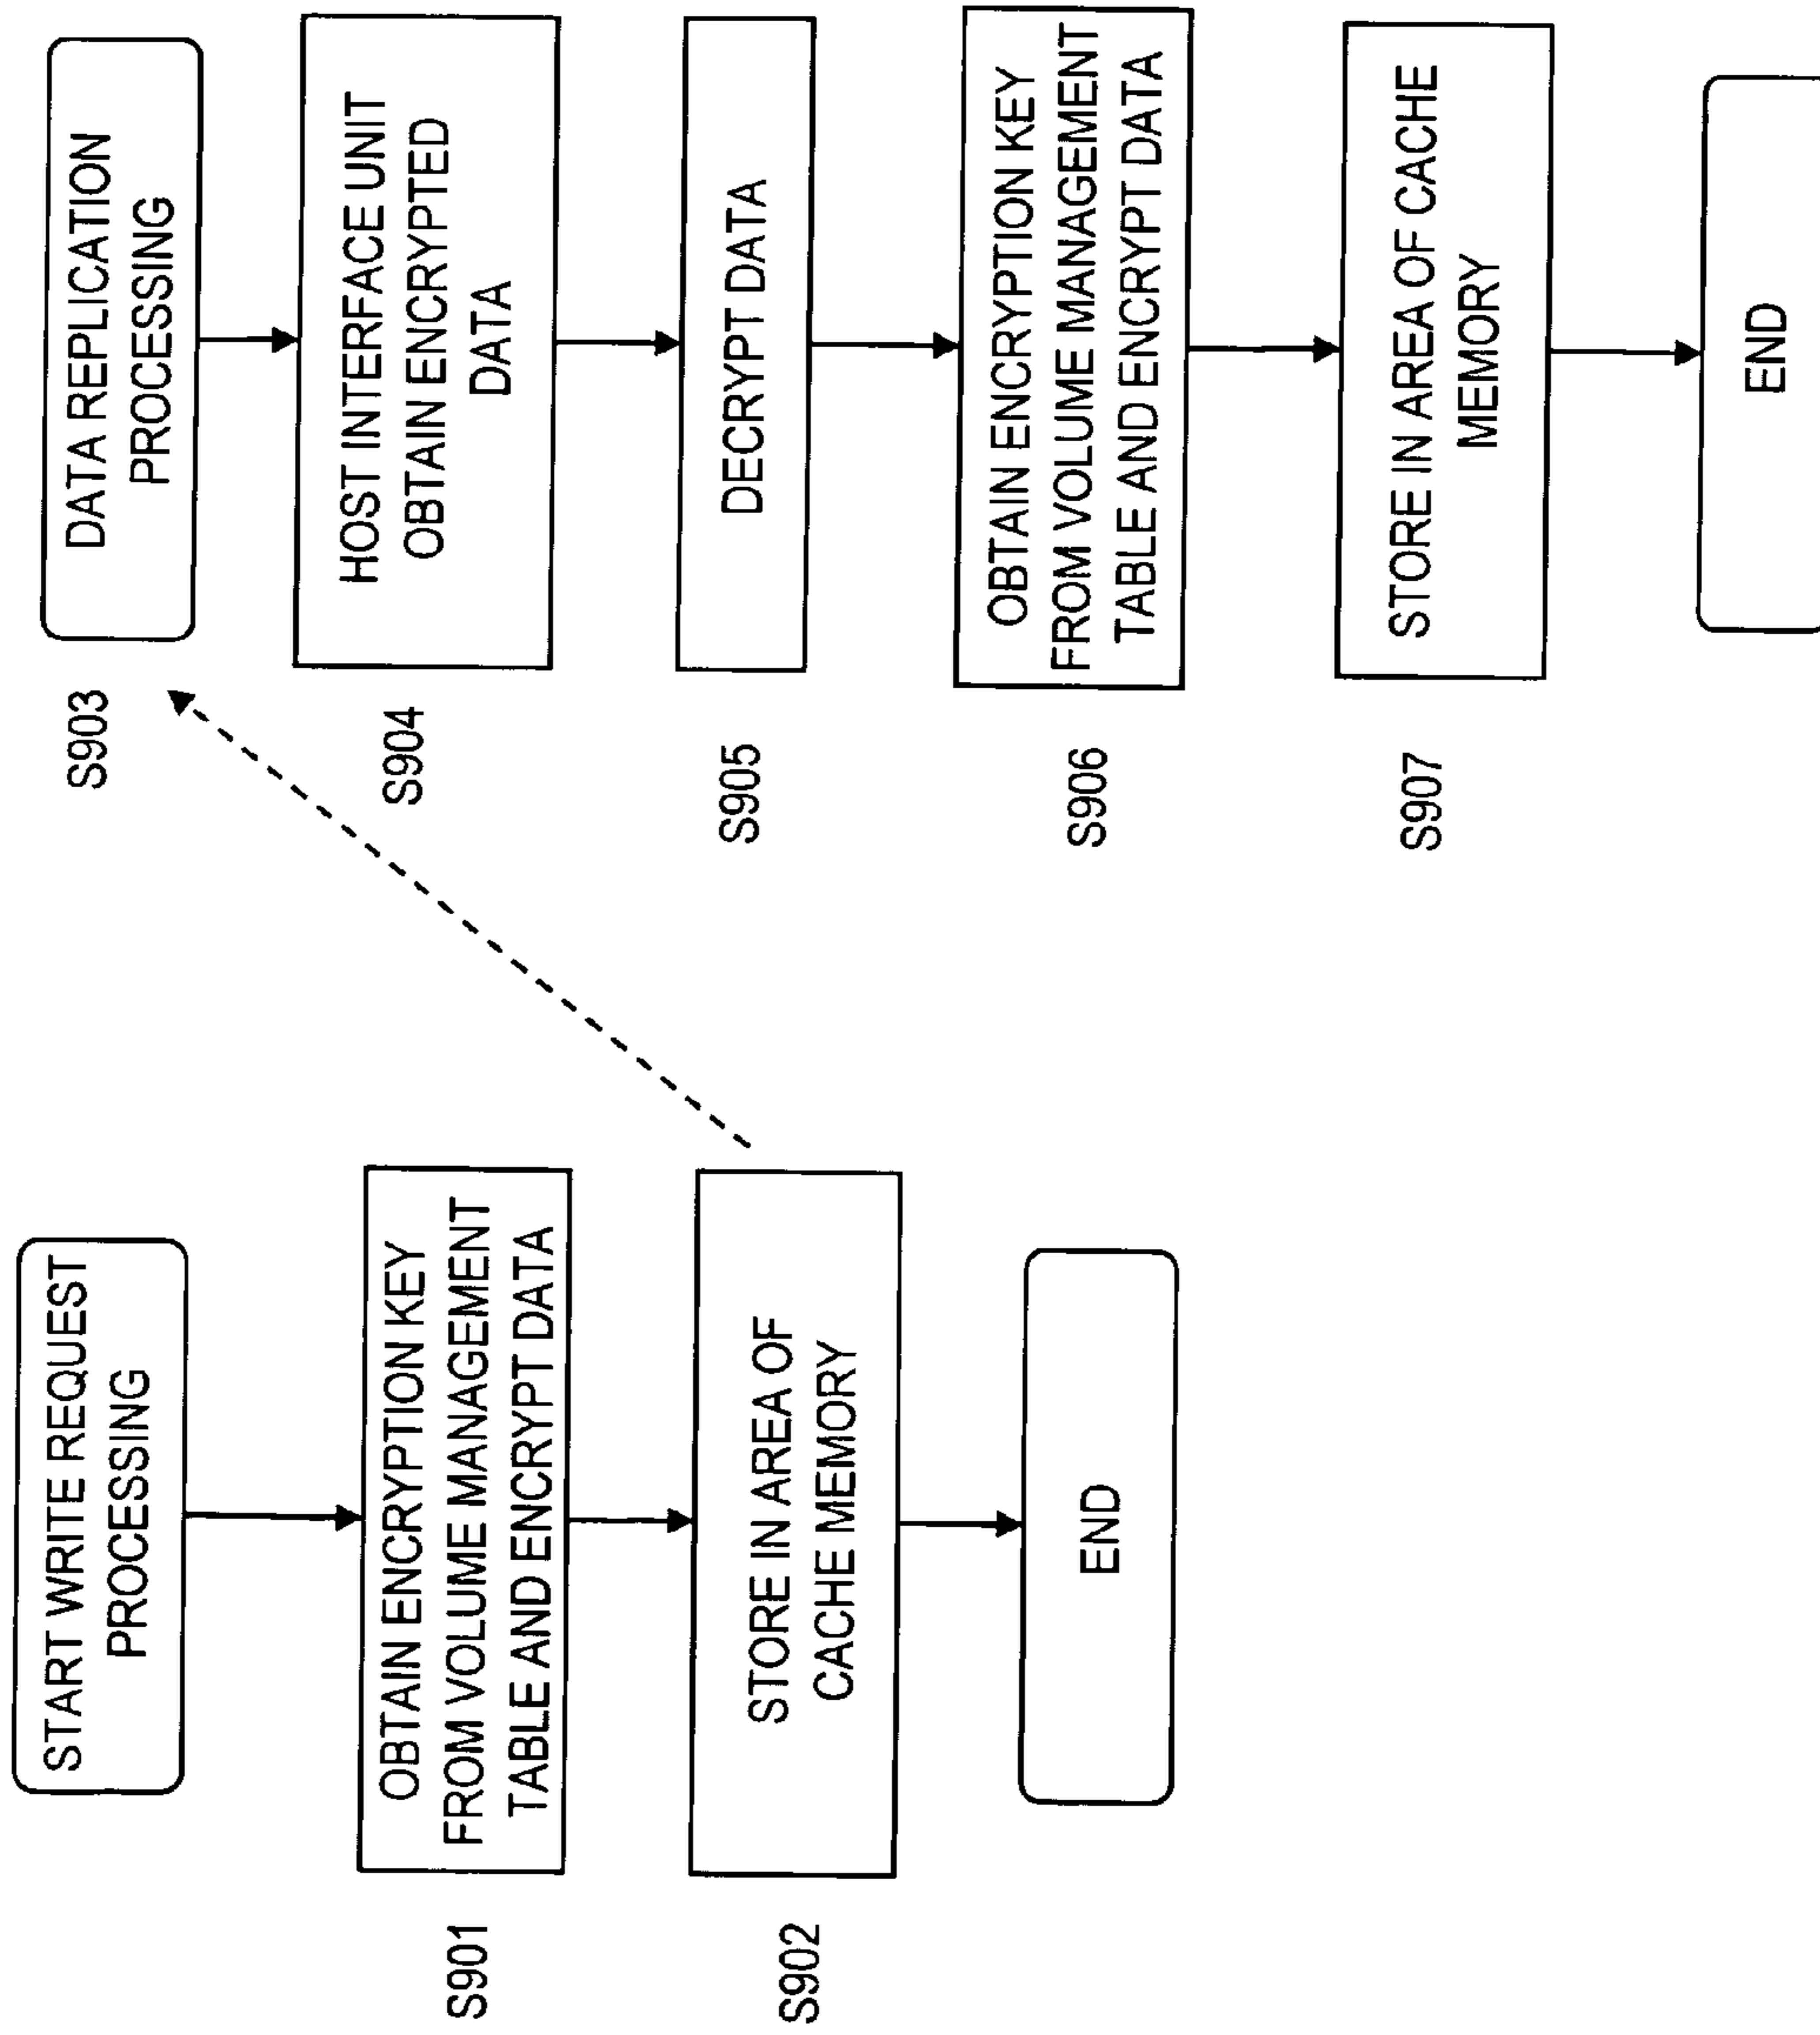 START WRITE REQUEST
PROCESSING
S901
OBTAIN ENCRYPTION KEY
FROM VOLUME MANAGEMENT
TABLE AND ENCRYPT DATA
S902
STORE IN AREA OF
CACHE MEMORY
END
S903
DATA REPLICATION
PROCESSING
S904
HOST INTERFACE UNIT
OBTAIN ENCRYPTED
DATA
S905
DECRYPT DATA
S906
OBTAIN ENCRYPTION KEY
FROM VOLUME MANAGEMENT
TABLE AND ENCRYPT DATA
S907
STORE IN AREA OF CACHE
MEMORY
END